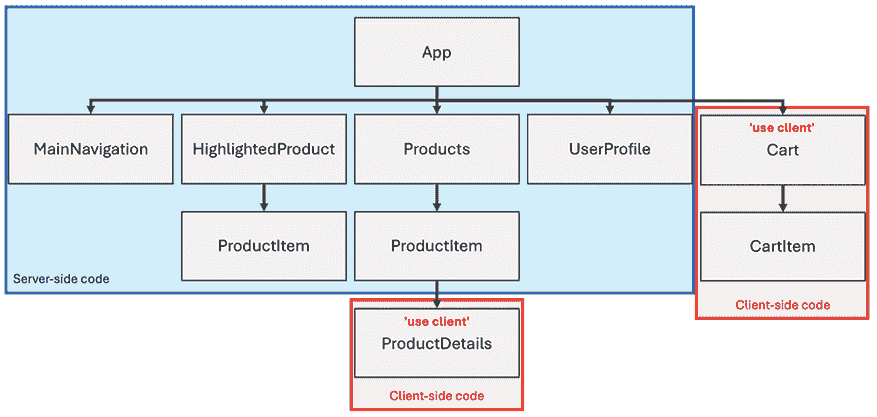 App
MainNavigation
HighlightedProduct
Products
UserProfile
'use client'
Cart
ProductItem
ProductItem
CartItem
Server-side code
Client-side code
'use client'
ProductDetails
Client-side code